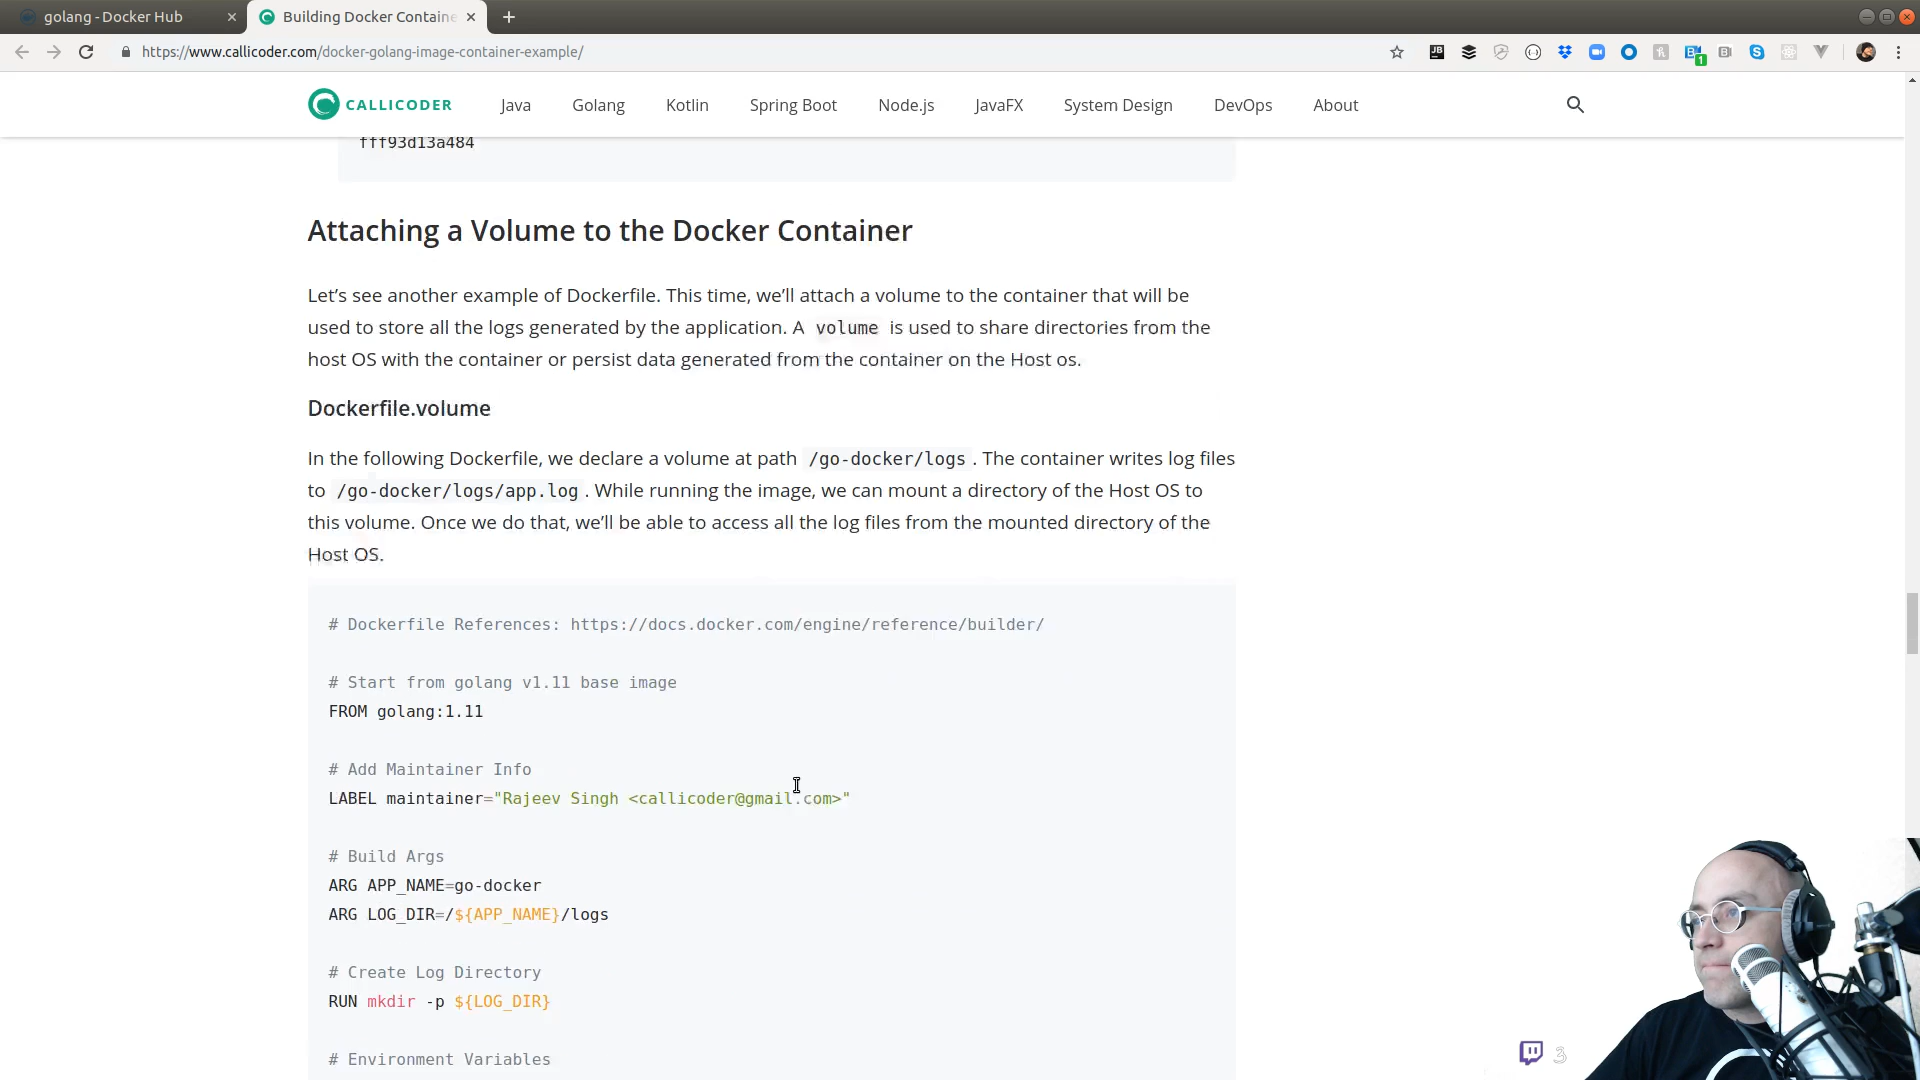 golang - Docker Hub
Building Docker Containe
https://www.callicoder.com/docker-golang-image-container-example/
1
CALLICODER Java Golang Kotlin Spring Boot Node.js JavaFX System Design DevOps About
fff93d13a484
Attaching a Volume to the Docker Container
Let’s see another example of Dockerfile. This time, we’ll attach a volume to the container that will be
used to store all the logs generated by the application. A volume is used to share directories from the
host OS with the container or persist data generated from the container on the Host os.
Dockerfile.volume
In the following Dockerfile, we declare a volume at path /go-docker/logs . The container writes log files
to /go-docker/logs/app.log . While running the image, we can mount a directory of the Host OS to
this volume. Once we do that, we’ll be able to access all the log files from the mounted directory of the
Host OS.
# Dockerfile References: https://docs.docker.com/engine/reference/builder/
# Start from golang v1.11 base image
FROM golang:1.11
# Add Maintainer Info
LABEL maintainer="Rajeev Singh <callicoder@gmail.com>"
# Build Args
ARG APP_NAME=go-docker
ARG LOG_DIR=/${APP_NAME}/logs
# Create Log Directory
RUN mkdir -p ${LOG_DIR}
# Environment Variables
3